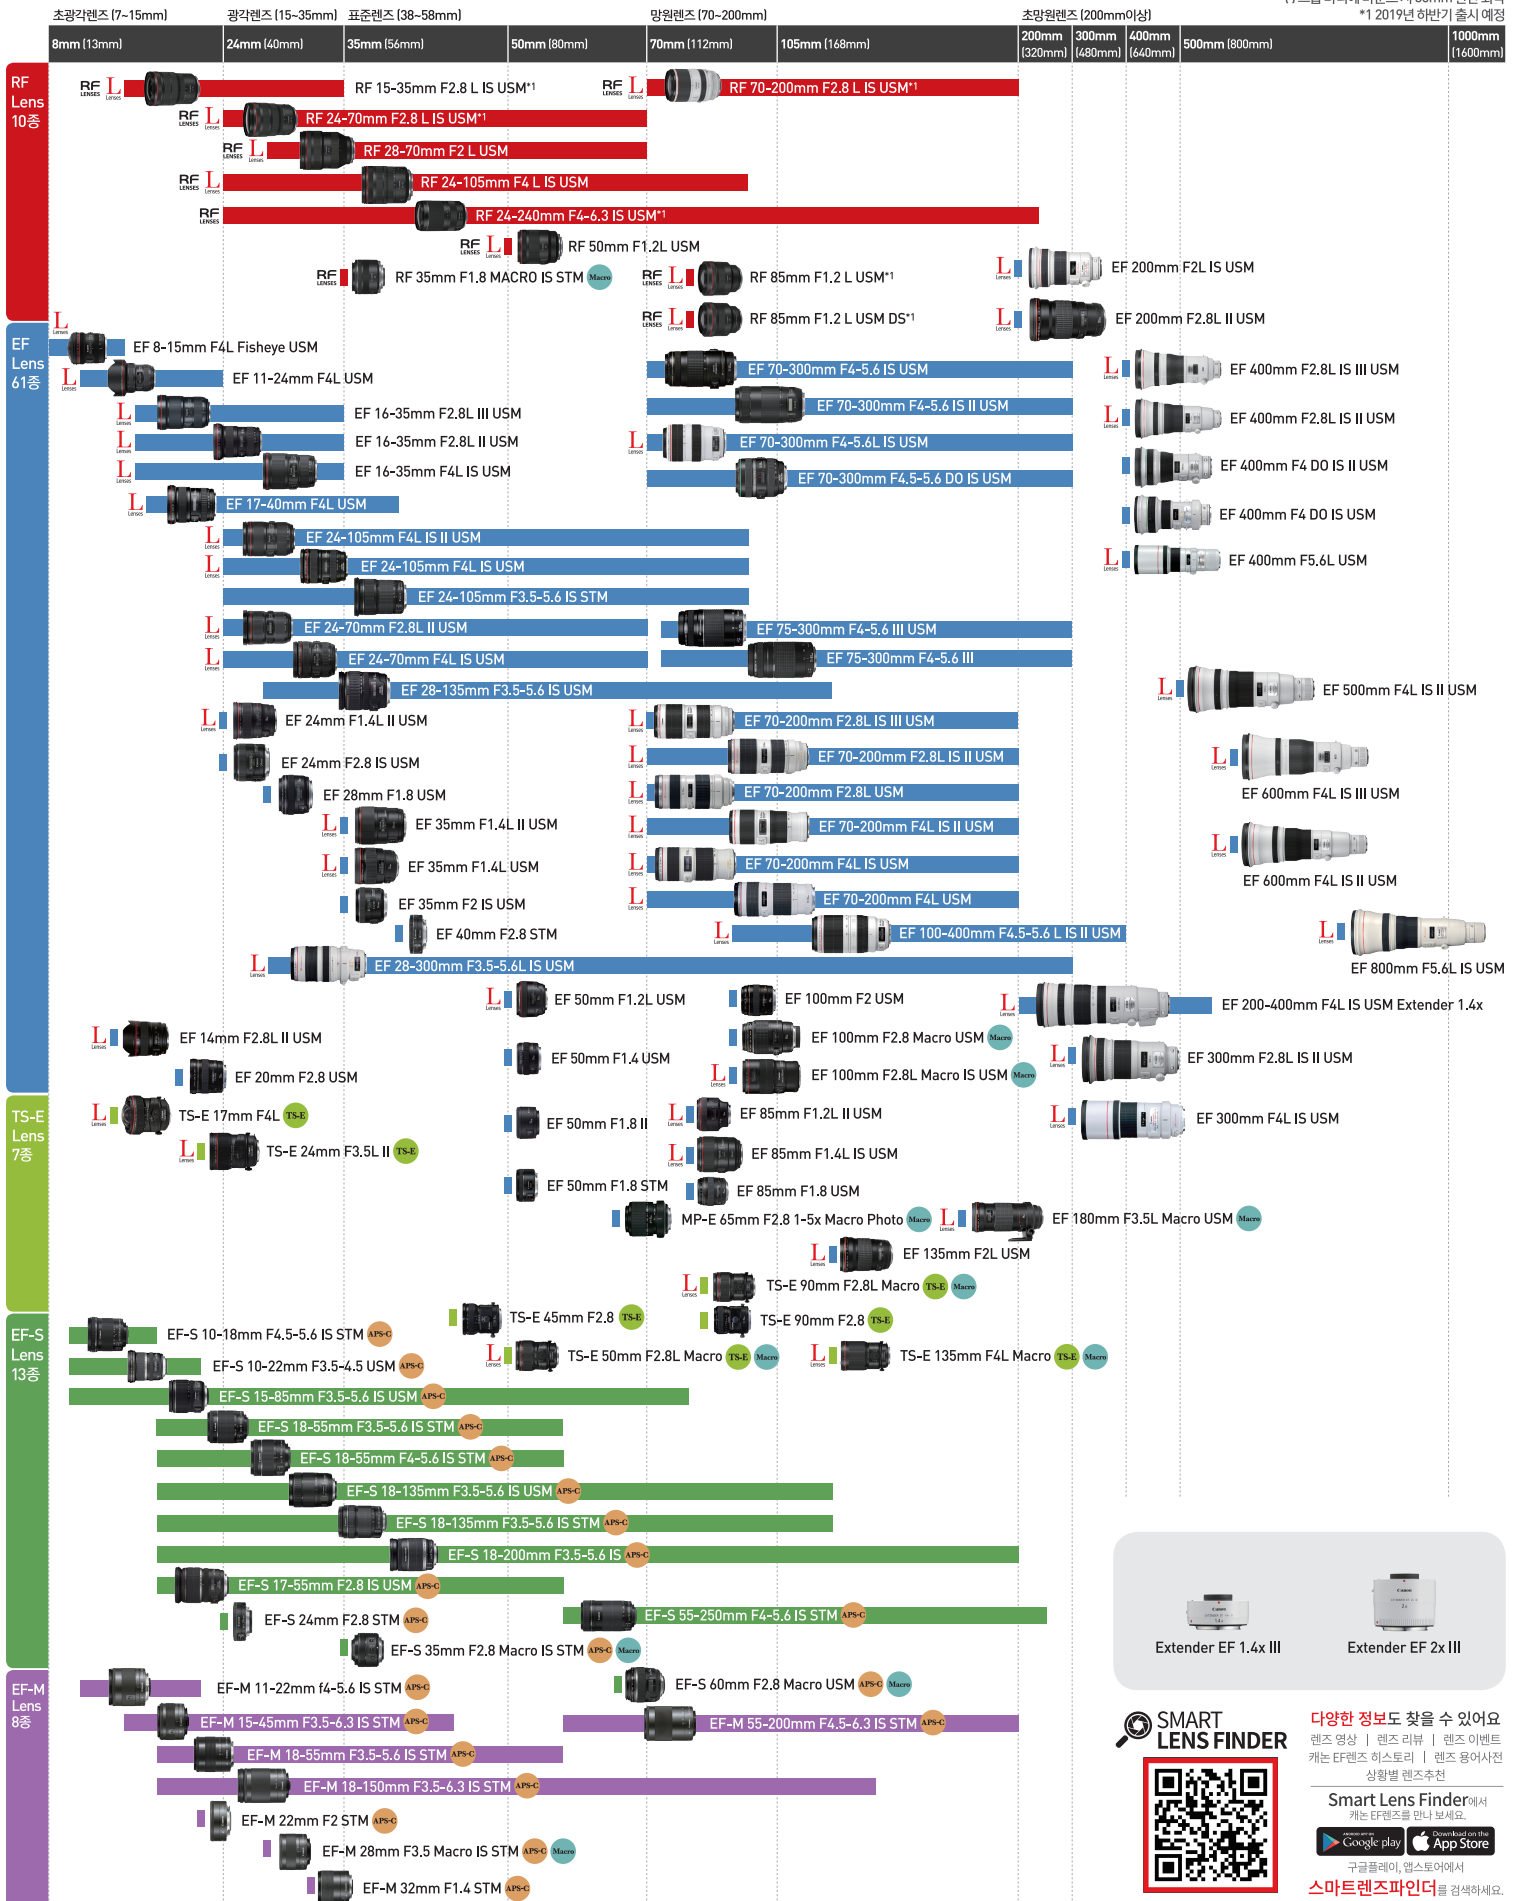 초광각렌즈 (7~15mm)
광각렌즈 (15~35mm)
표준렌즈 (38~58mm)
망원렌즈 (70~200mm)
초망원렌즈 (200mm이상)
*1 2019년 하반기 출시 예정
8mm (13mm)
24mm (40mm)
35mm (56mm)
50mm (80mm)
70mm (112mm)
105mm (168mm)
200mm (320mm)
300mm (480mm)
400mm (640mm)
500mm (800mm)
1000mm (1600mm)
RF Lens 10종
RF 15-35mm F2.8 L IS USM*1
RF 70-200mm F2.8 L IS USM*1
RF 24-70mm F2.8 L IS USM*1
RF 28-70mm F2 L USM
RF 24-105mm F4 L IS USM
RF 24-240mm F4-6.3 IS USM*1
RF 50mm F1.2L USM
RF 35mm F1.8 MACRO IS STM Macro
RF 85mm F1.2 L USM*1
EF 200mm F2L IS USM
RF 85mm F1.2 L USM DS*1
EF 200mm F2.8L II USM
EF Lens 61종
EF 8-15mm F4L Fisheye USM
EF 11-24mm F4L USM
EF 70-300mm F4-5.6 IS USM
EF 400mm F2.8L IS III USM
EF 16-35mm F2.8L III USM
EF 70-300mm F4-5.6 IS II USM
EF 400mm F2.8L IS II USM
EF 16-35mm F2.8L II USM
EF 70-300mm F4-5.6L IS USM
EF 16-35mm F4L IS USM
EF 70-300mm F4.5-5.6 DO IS USM
EF 400mm F4 DO IS II USM
EF 17-40mm F4L USM
EF 400mm F4 DO IS USM
EF 24-105mm F4L IS II USM
EF 24-105mm F4L IS USM
EF 400mm F5.6L USM
EF 24-105mm F3.5-5.6 IS STM
EF 24-70mm F2.8L II USM
EF 75-300mm F4-5.6 III USM
EF 24-70mm F4L IS USM
EF 75-300mm F4-5.6 III
EF 28-135mm F3.5-5.6 IS USM
EF 500mm F4L IS II USM
EF 24mm F1.4L II USM
EF 70-200mm F2.8L IS III USM
EF 24mm F2.8 IS USM
EF 70-200mm F2.8L IS II USM
EF 28mm F1.8 USM
EF 70-200mm F2.8L USM
EF 600mm F4L IS III USM
EF 35mm F1.4L II USM
EF 70-200mm F4L IS II USM
EF 35mm F1.4L USM
EF 70-200mm F4L IS USM
EF 600mm F4L IS II USM
EF 35mm F2 IS USM
EF 70-200mm F4L USM
EF 40mm F2.8 STM
EF 100-400mm F4.5-5.6 L IS II USM
EF 28-300mm F3.5-5.6L IS USM
EF 800mm F5.6L IS USM
EF 50mm F1.2L USM
EF 100mm F2 USM
EF 200-400mm F4L IS USM Extender 1.4x
EF 14mm F2.8L II USM
EF 100mm F2.8 Macro USM Macro
EF 50mm F1.4 USM
EF 300mm F2.8L IS II USM
EF 20mm F2.8 USM
EF 100mm F2.8L Macro IS USM Macro
TS-E Lens 7종
TS-E 17mm F4L TS-E
EF 50mm F1.8 II
EF 85mm F1.2L II USM
EF 300mm F4L IS USM
TS-E 24mm F3.5L II TS-E
EF 85mm F1.4L IS USM
EF 50mm F1.8 STM
EF 85mm F1.8 USM
MP-E 65mm F2.8 1-5x Macro Photo Macro
EF 180mm F3.5L Macro USM Macro
EF 135mm F2L USM
TS-E 90mm F2.8L Macro TS-E Macro
TS-E 45mm F2.8 TS-E
TS-E 90mm F2.8 TS-E
TS-E 50mm F2.8L Macro TS-E Macro
TS-E 135mm F4L Macro TS-E Macro
EF-S Lens 13종
EF-S 10-18mm F4.5-5.6 IS STM APS-C
EF-S 10-22mm F3.5-4.5 USM APS-C
EF-S 15-85mm F3.5-5.6 IS USM APS-C
EF-S 18-55mm F3.5-5.6 IS STM APS-C
EF-S 18-55mm F4-5.6 IS STM APS-C
EF-S 18-135mm F3.5-5.6 IS USM APS-C
EF-S 18-135mm F3.5-5.6 IS STM APS-C
EF-S 18-200mm F3.5-5.6 IS APS-C
EF-S 17-55mm F2.8 IS USM APS-C
EF-S 24mm F2.8 STM APS-C
EF-S 55-250mm F4-5.6 IS STM APS-C
EF-S 35mm F2.8 Macro IS STM APS-C Macro
Extender EF 1.4x III
Extender EF 2x III
EF-M Lens 8종
EF-M 11-22mm f4-5.6 IS STM APS-C
EF-S 60mm F2.8 Macro USM APS-C Macro
EF-M 15-45mm F3.5-6.3 IS STM APS-C
EF-M 55-200mm F4.5-6.3 IS STM APS-C
EF-M 18-55mm F3.5-5.6 IS STM APS-C
EF-M 18-150mm F3.5-6.3 IS STM APS-C
EF-M 22mm F2 STM APS-C
EF-M 28mm F3.5 Macro IS STM APS-C Macro
EF-M 32mm F1.4 STM APS-C
SMART
LENS FINDER
다양한 정보도 찾을 수 있어요
렌즈 영상 | 렌즈 리뷰 | 렌즈 이벤트
캐논 EF렌즈 히스토리 | 렌즈 용어사전
상황별 렌즈추천
Smart Lens Finder에서
캐논 EF렌즈를 만나 보세요.
ANDROID APP ON Google play
Download on the App Store
구글플레이, 앱스토어에서
스마트렌즈파인더를 검색하세요.